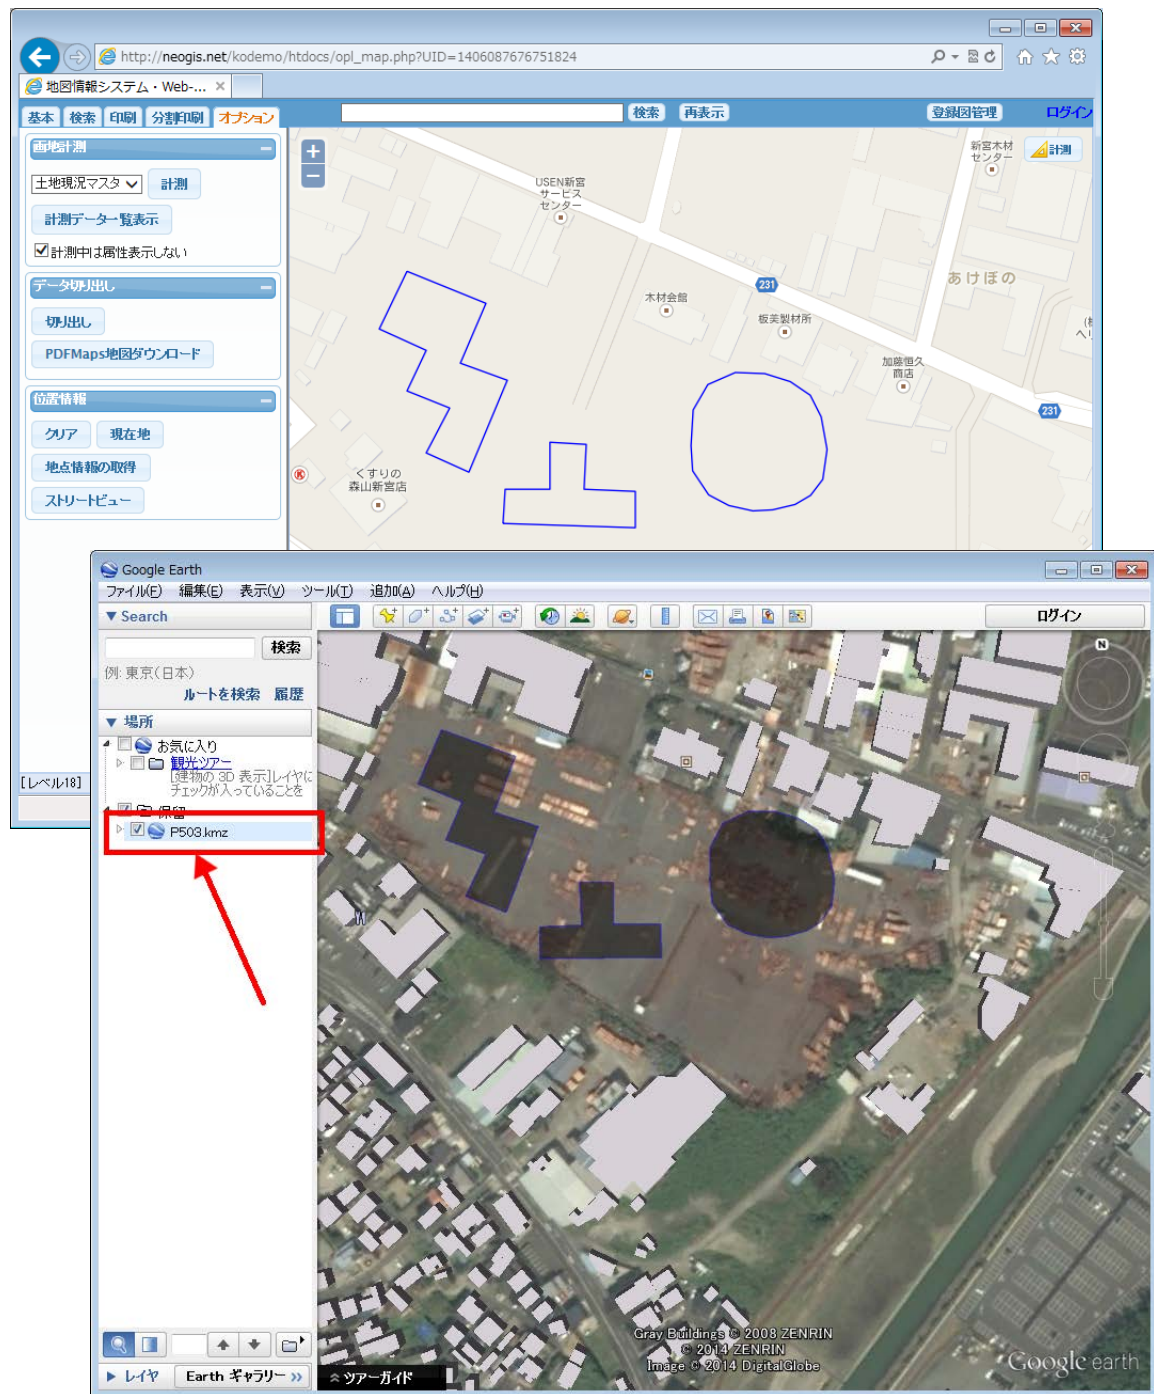 http://neogis.net/kodemo/htdocs/opl_map.php?UID=1406087676751824
地図情報システム・Web-... ×
基本 検索 印刷 分割印刷 オプション 検索 再表示 登録図管理 ログイン
画地計測
土地現況マスタ 計測
計測データ一覧表示
計測中は属性表示しない
データ切り出し
切り出し
PDFMaps地図ダウンロード
位置情報
クリア 現在地
地点情報の取得
ストリートビュー
[レベル18]
新宮木材
センター
計測
USEN新宮
サービス
センター
231
あけぼの
木材会館
板美製材所
加藤恒久
商店
231
くすりの
森山新宮店
Google Earth
ファイル(F) 編集(E) 表示(V) ツール(T) 追加(A) ヘルプ(H)
Search
ログイン
検索
例: 東京(日本)
ルートを検索 履歴
場所
お気に入り
観光ツアー
[建物の 3D 表示]レイヤに
チェックが入っていることを
保留
P503.kmz
N
Gray Buildings © 2008 ZENRIN
© 2014 ZENRIN
Image © 2014 DigitalGlobe
Google earth
レイヤ Earth ギャラリー >>
ツアーガイド